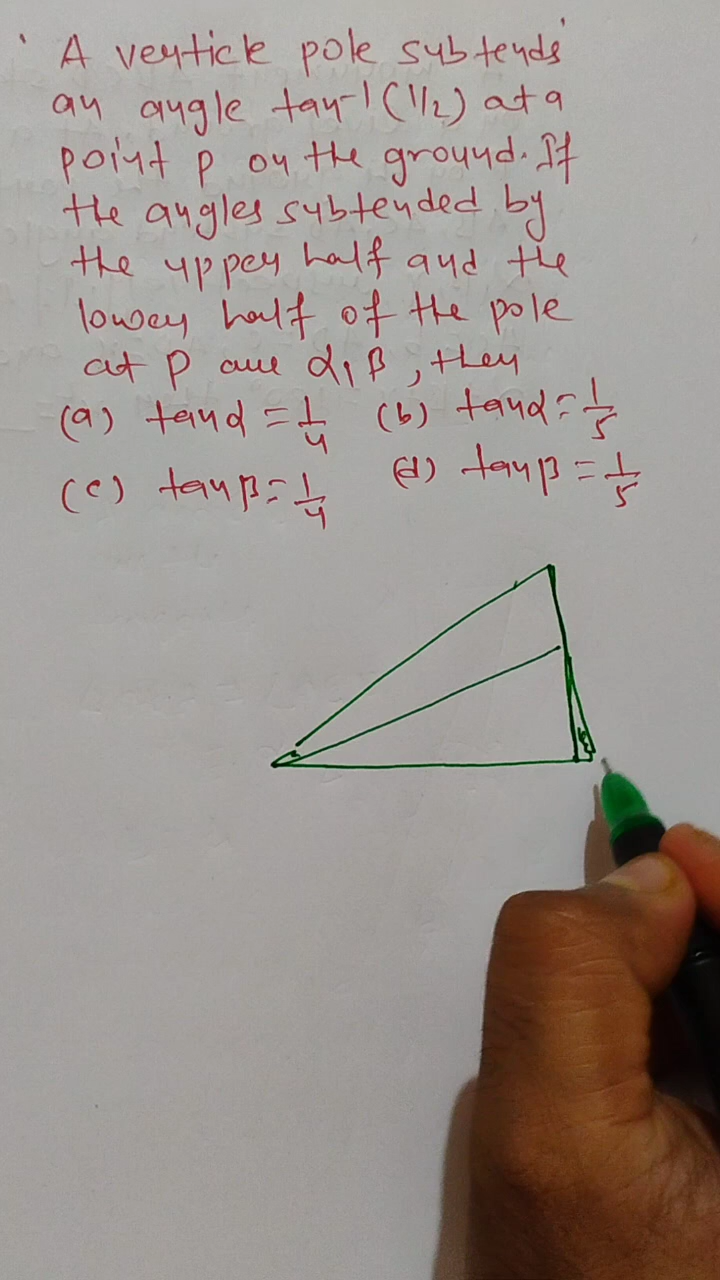 A vertick pole subtends
an angle tan-1(1/2) at a
point p on the ground. If
the angles subtended by
the upper half and the
lower half of the pole
at p are α, β, then
(a) tanα = 1/4 (b) tanα = 1/5
(c) tanβ = 1/4 (d) tanβ = 1/5